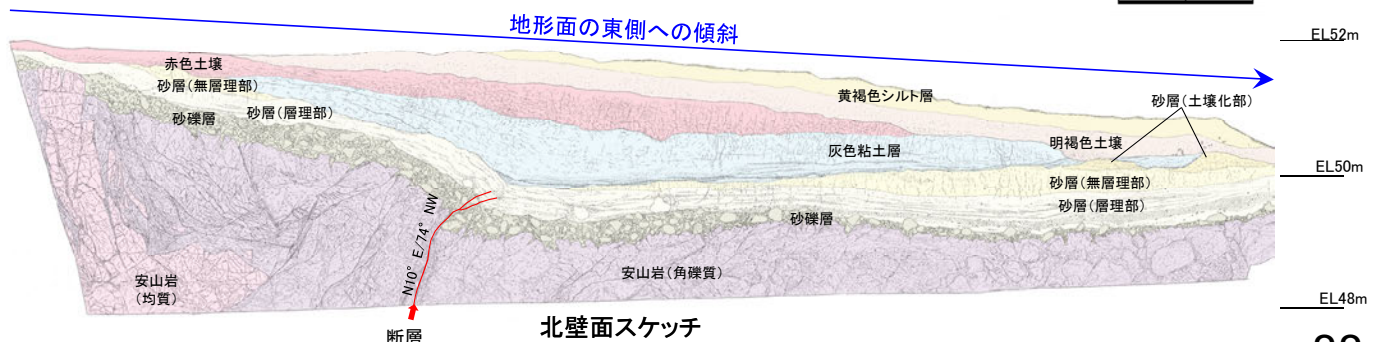 地形面の東側への傾斜
EL52m
赤色土壌
砂層(無層理部)
黄褐色シルト層
砂層(土壌化部)
砂層(層理部)
砂礫層
明褐色土壌
灰色粘土層
EL50m
砂層(無層理部)
砂層(層理部)
砂礫層
N10° E/74° NW
安山岩(角礫質)
安山岩
(均質)
EL48m
北壁面スケッチ
断層